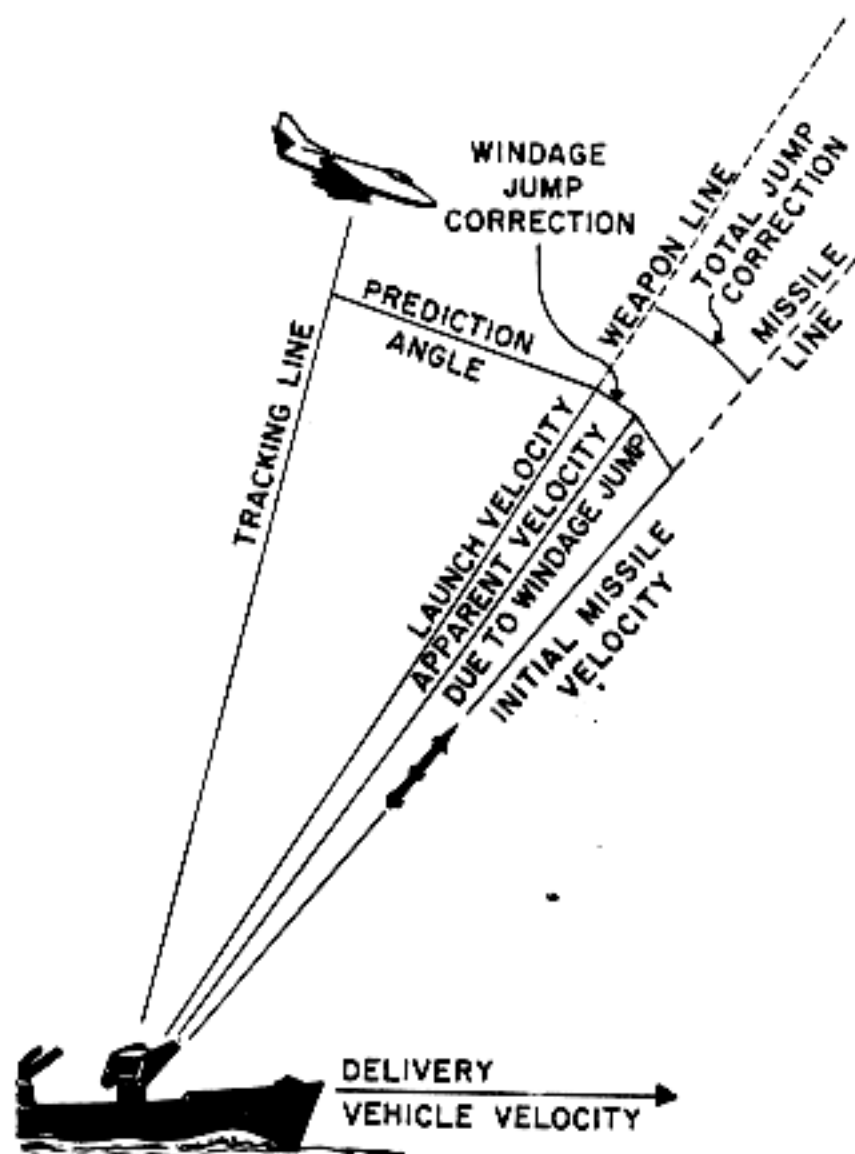 WINDAGE
JUMP
CORRECTION
WEAPON LINE
TOTAL JUMP
CORRECTION
MISSILE
LINE
PREDICTION
ANGLE
TRACKING LINE
LAUNCH VELOCITY
APPARENT VELOCITY
DUE TO WINDAGE JUMP
INITIAL MISSILE
VELOCITY
DELIVERY
VEHICLE VELOCITY